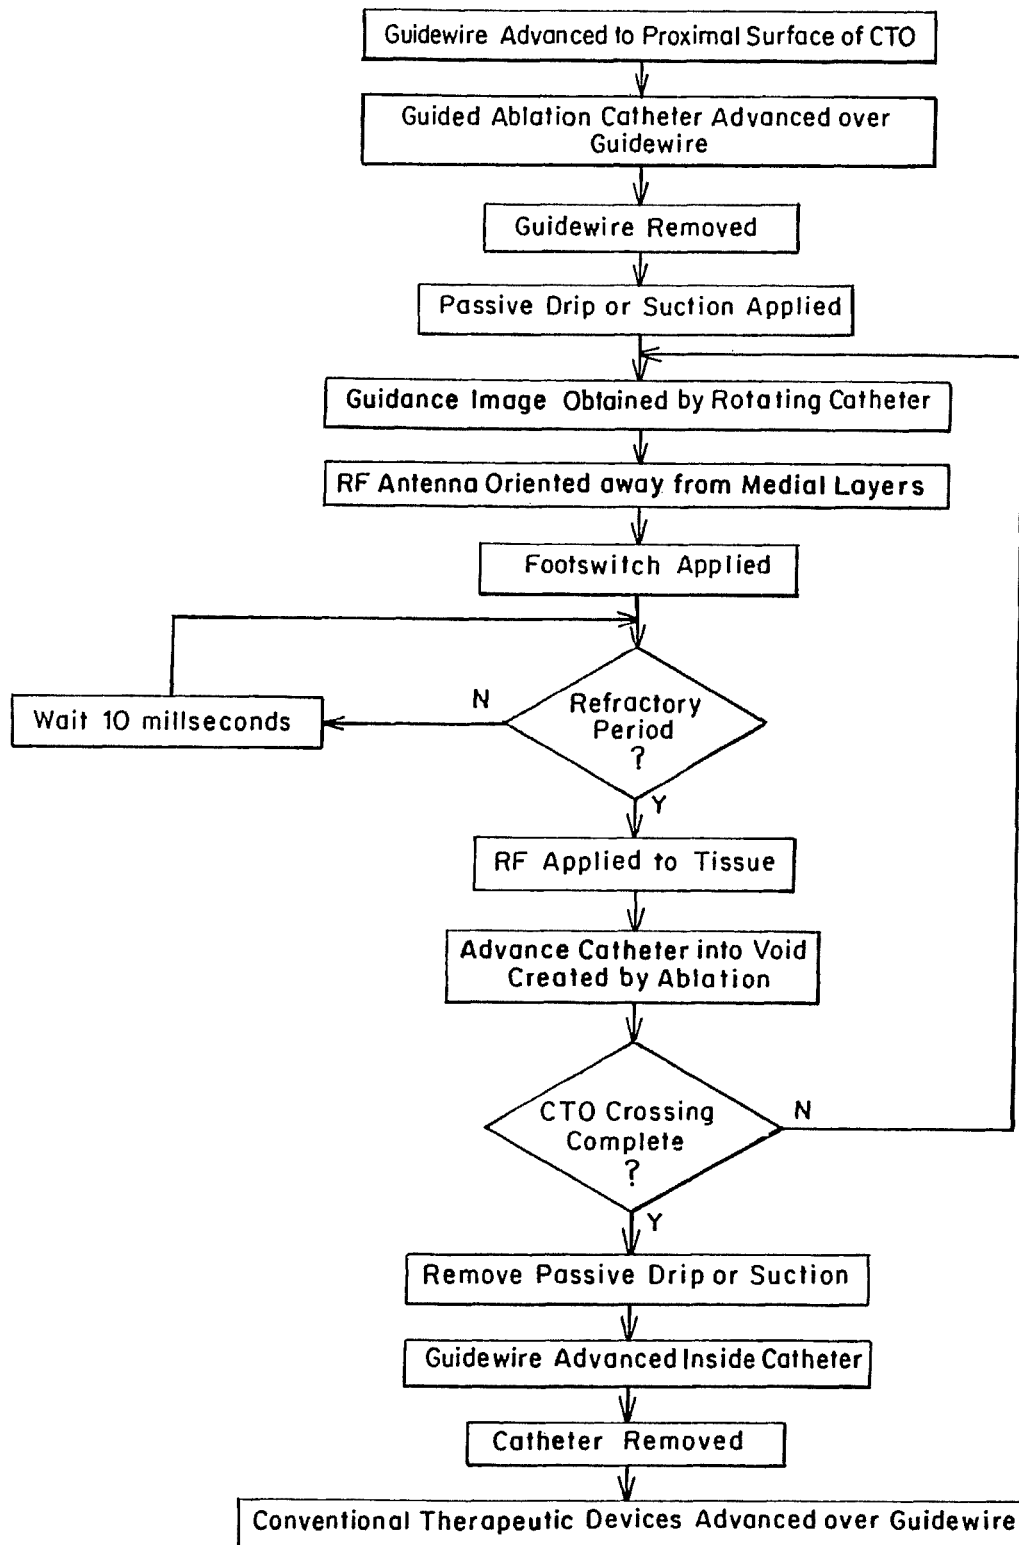 Guidewire Advanced to Proximal Surface of CTO
Guided Ablation Catheter Advanced over
Guidewire
Guidewire Removed
Passive Drip or Suction Applied
Guidance Image Obtained by Rotating Catheter
RF Antenna Oriented away from Medial Layers
Footswitch Applied
Refractory
Period
?
N
Wait 10 millseconds
Y
RF Applied to Tissue
Advance Catheter into Void
Created by Ablation
CTO Crossing
Complete
?
N
Y
Remove Passive Drip or Suction
Guidewire Advanced Inside Catheter
Catheter Removed
Conventional Therapeutic Devices Advanced over Guidewire